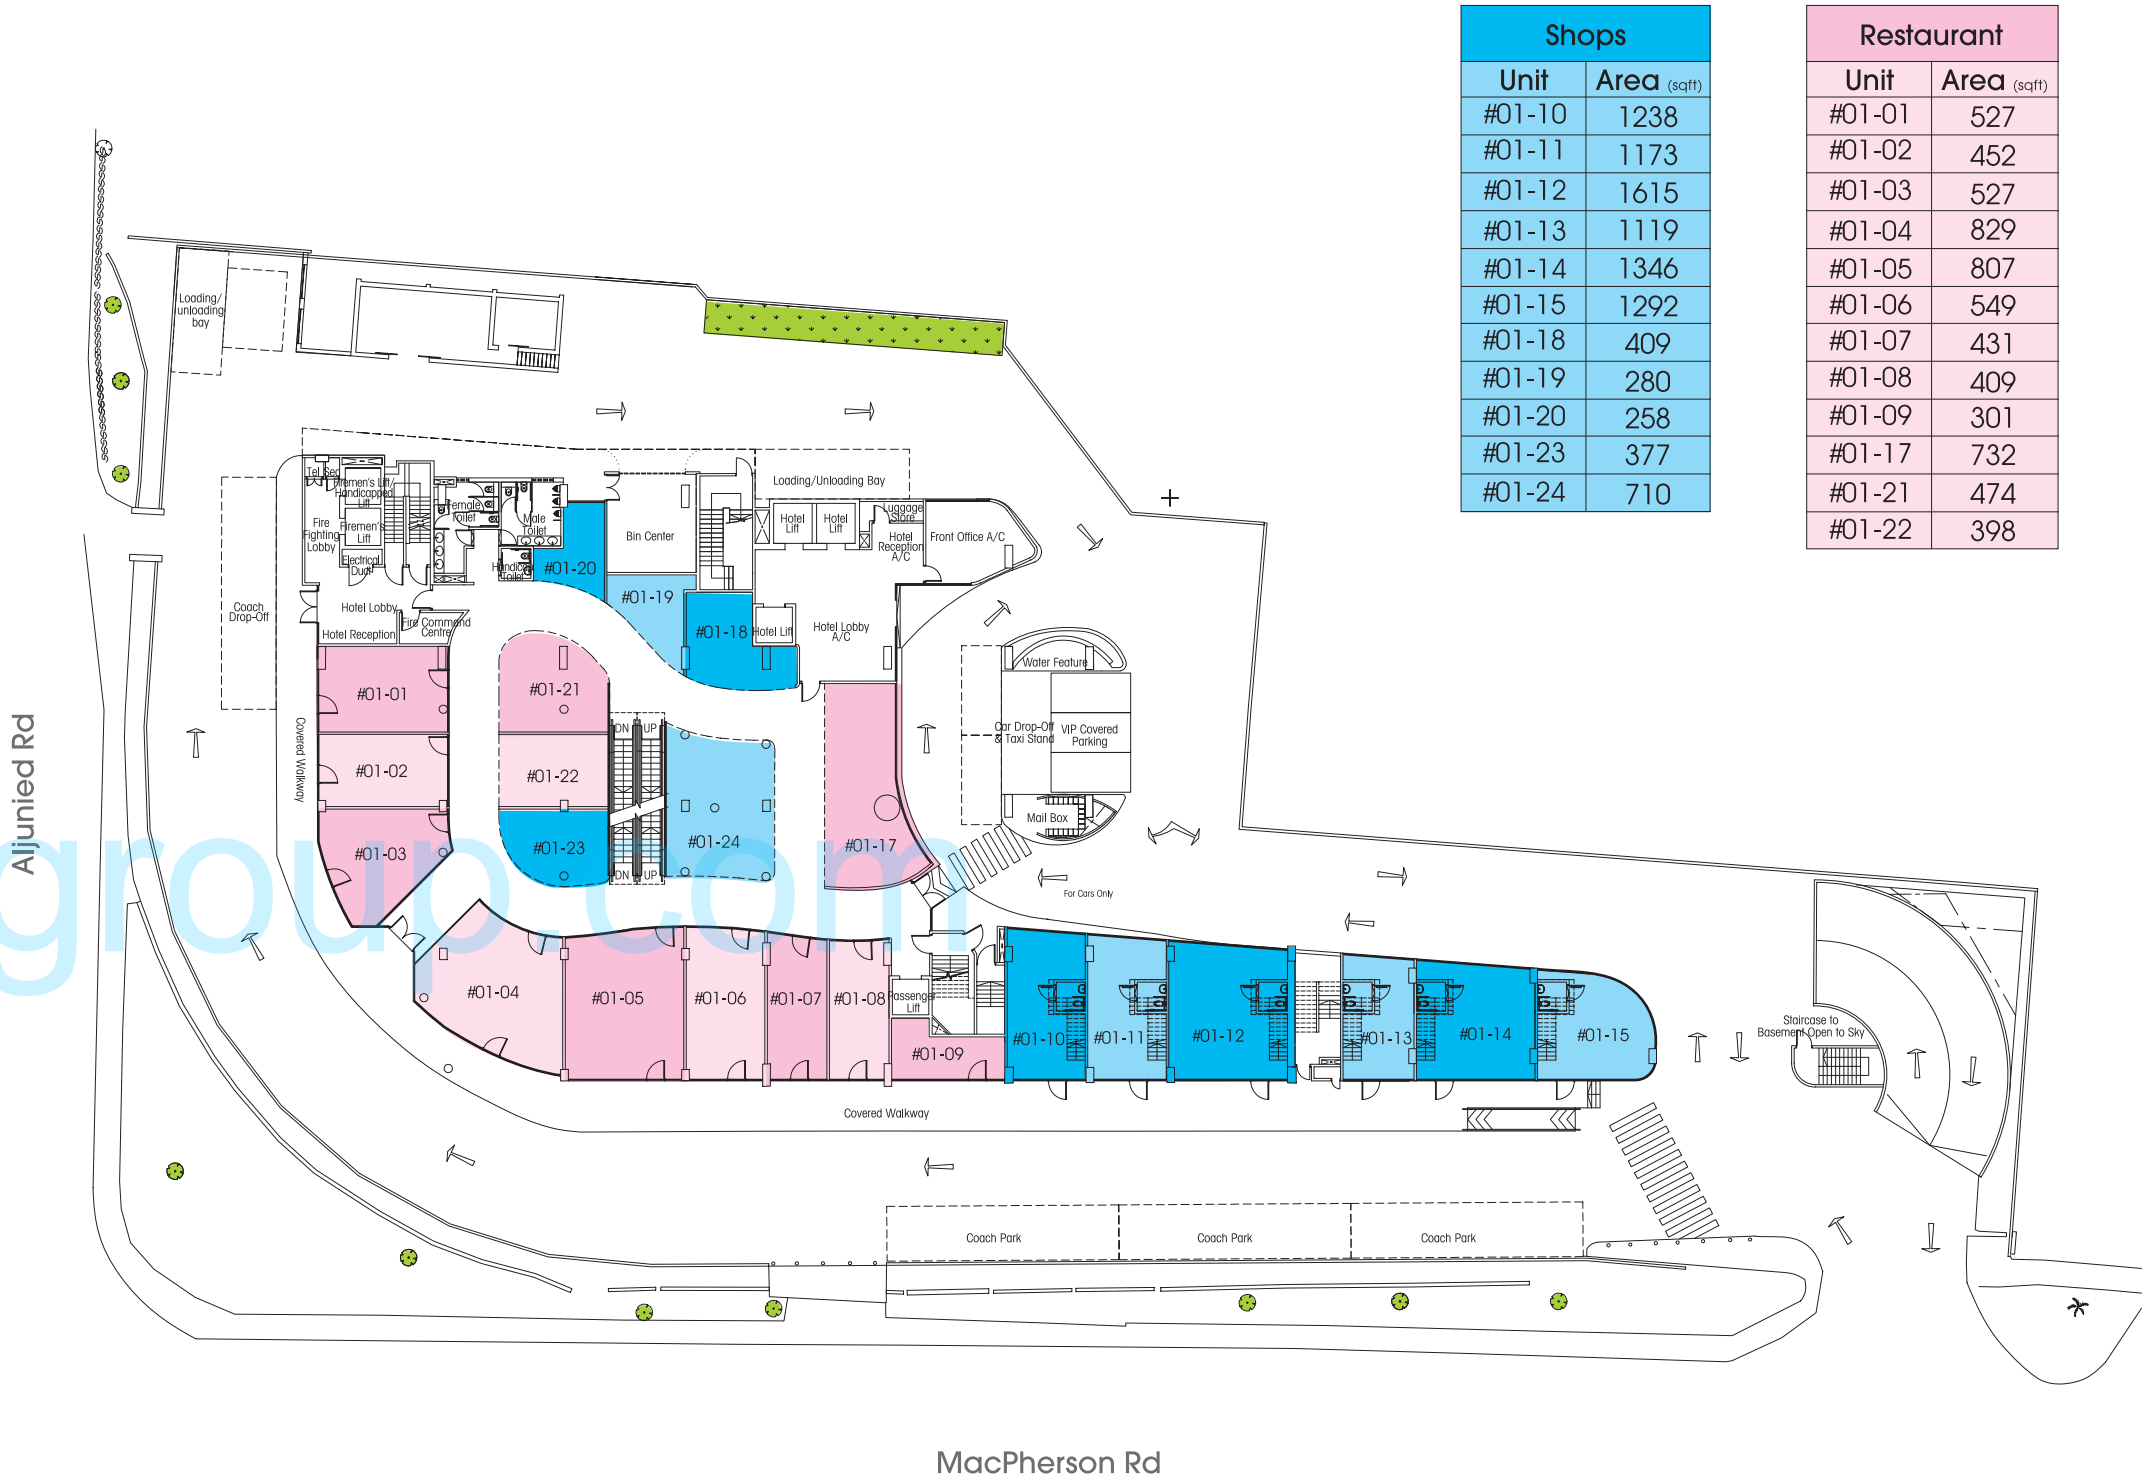 Shops
Unit Area (sqft)
#01-10 1238
#01-11 1173
#01-12 1615
#01-13 1119
#01-14 1346
#01-15 1292
#01-18 409
#01-19 280
#01-20 258
#01-23 377
#01-24 710
Restaurant
Unit Area (sqft)
#01-01 527
#01-02 452
#01-03 527
#01-04 829
#01-05 807
#01-06 549
#01-07 431
#01-08 409
#01-09 301
#01-17 732
#01-21 474
#01-22 398
Loading/
unloading
bay
Tel Sec
Firemen's Lift/
Handicapped
Lift
Fire
Fighting
Lobby
Firemen's
Lift
Electrical
Duct
Female
Toilet
Male
Toilet
Handicap
Toilet
Bin Center
Loading/Unloading Bay
Hotel
Lift
Hotel
Lift
Luggage
Store
Hotel
Reception
A/C
Front Office A/C
#01-20
#01-19
#01-18
Hotel Lift
Hotel Lobby
A/C
Coach
Drop-Off
Hotel Lobby
Hotel Reception
Fire Command
Centre
Water Feature
Car Drop-Off
& Taxi Stand
VIP Covered
Parking
Mail Box
#01-01
#01-02
#01-03
#01-21
#01-22
#01-23
DN UP
DN UP
#01-24
#01-17
Covered Walkway
Aljunied Rd
group.com
For Cars Only
#01-04
#01-05
#01-06
#01-07
#01-08
Passenger
Lift
#01-09
#01-10
#01-11
#01-12
#01-13
#01-14
#01-15
Staircase to
Basement Open to Sky
Covered Walkway
Coach Park
Coach Park
Coach Park
MacPherson Rd